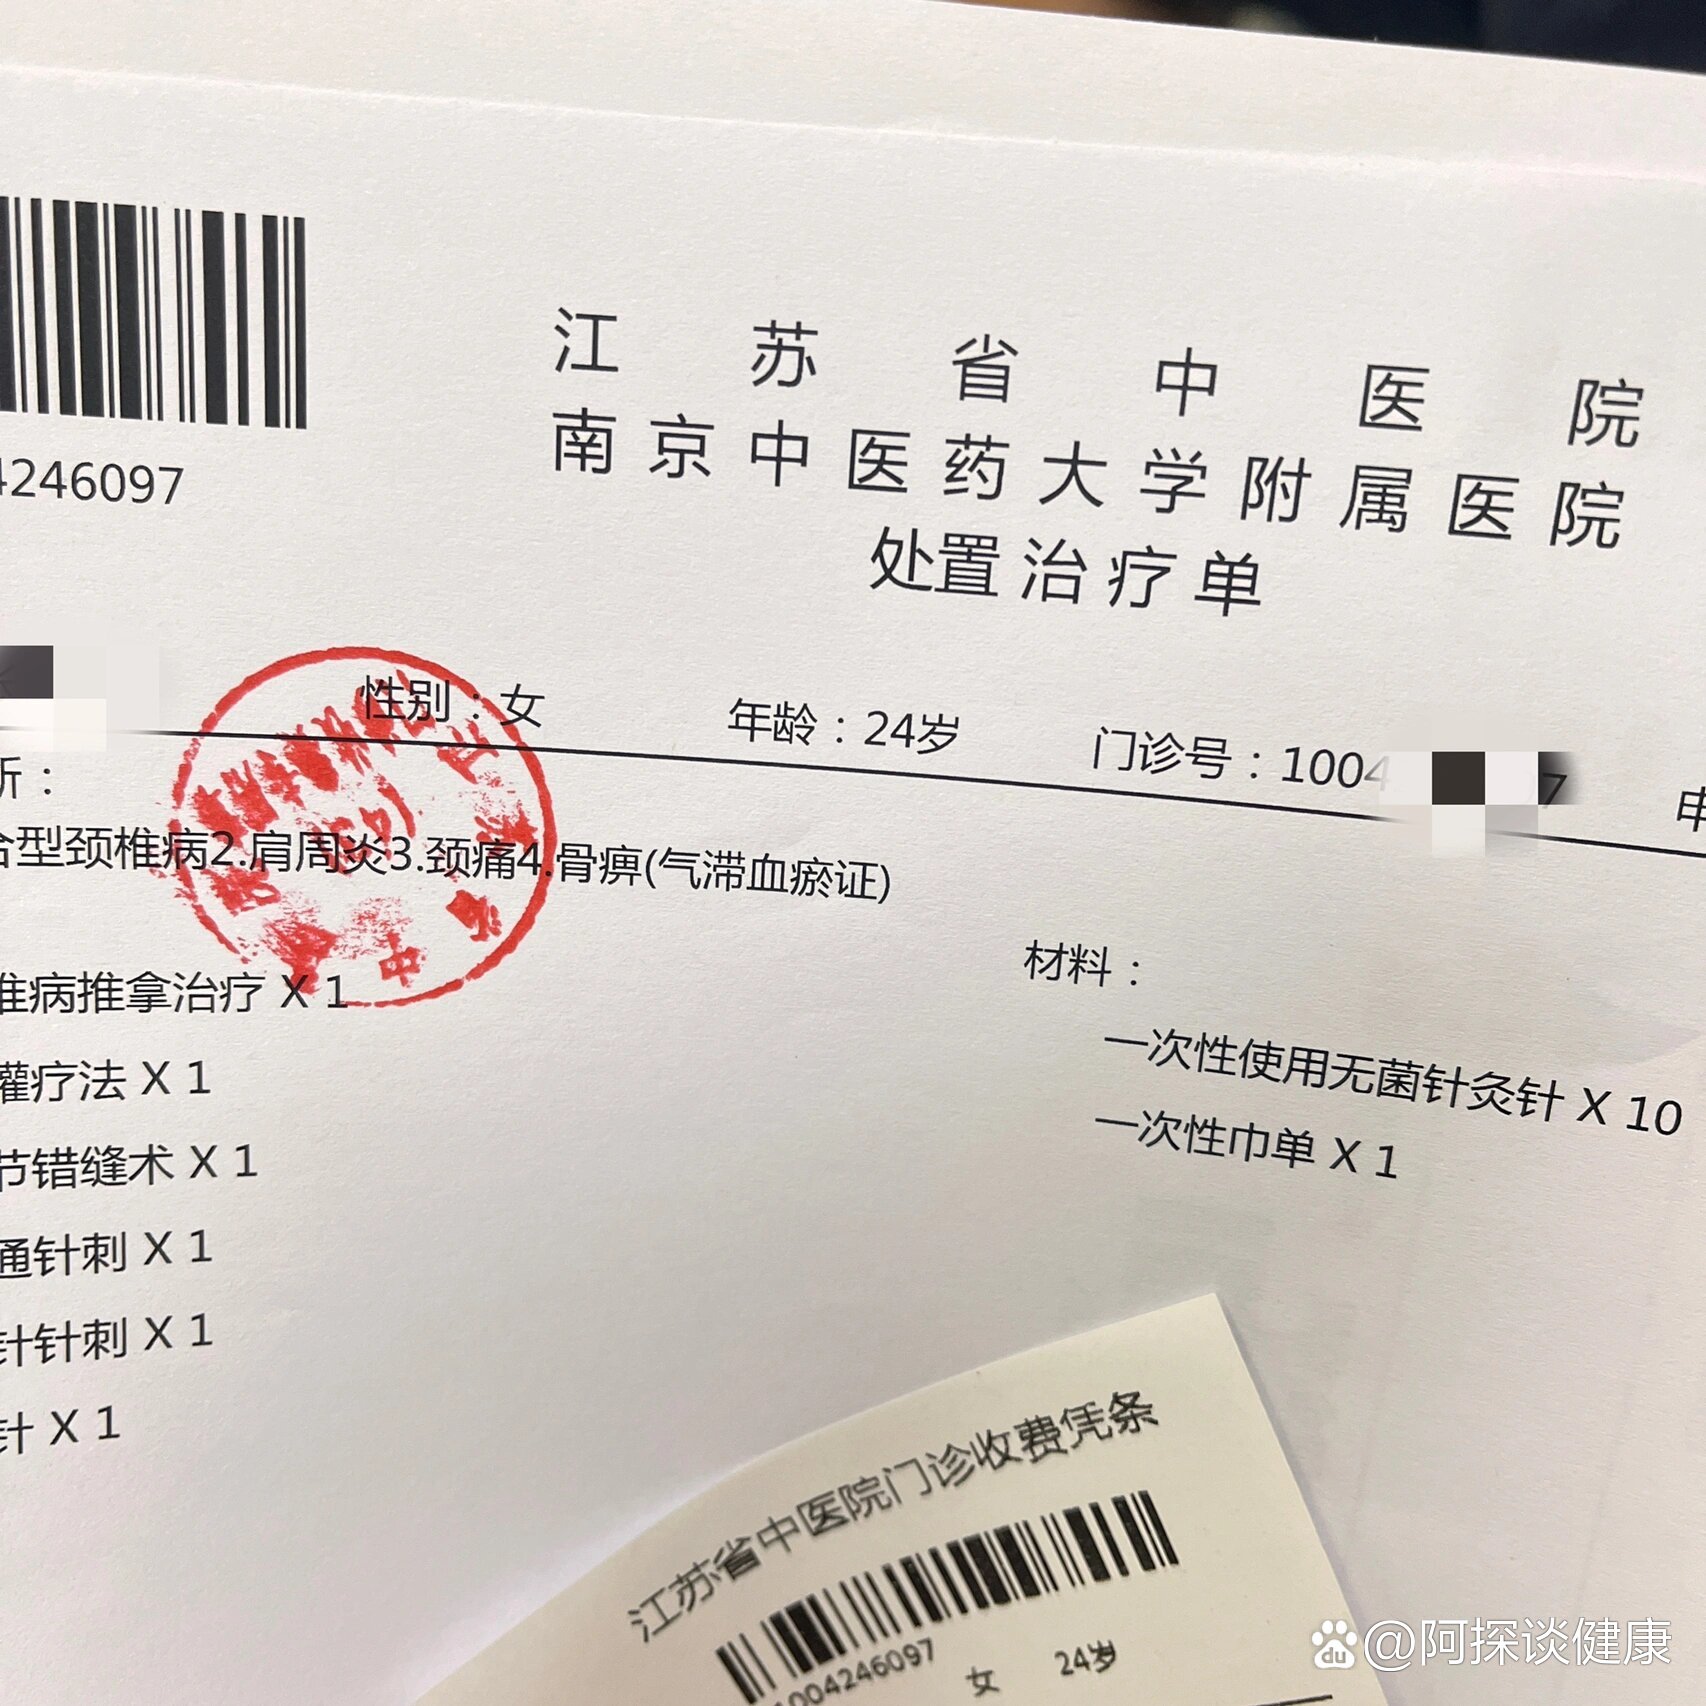 江苏省中医院
南京中医药大学附属医院
4246097
处置治疗单
性别：女 年龄：24岁 门诊号：1004 7 申
断：
合型颈椎病2.肩周炎3.颈痛4.骨痹(气滞血瘀证)
材料：
椎病推拿治疗 X 1
一次性使用无菌针灸针 X 10
罐疗法 X 1
一次性巾单 X 1
节错缝术 X 1
通针刺 X 1
针针刺 X 1
针 X 1
江苏省中医院门诊收费凭条
1004246097 女 24岁
@阿探谈健康